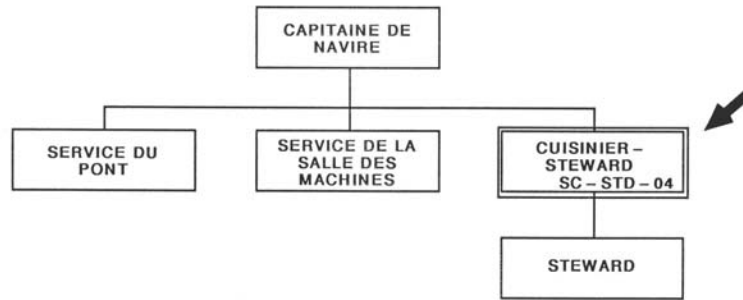 CAPITAINE DE
NAVIRE
SERVICE DU
PONT
SERVICE DE LA
SALLE DES
MACHINES
CUISINIER –
STEWARD
SC – STD – 04
STEWARD